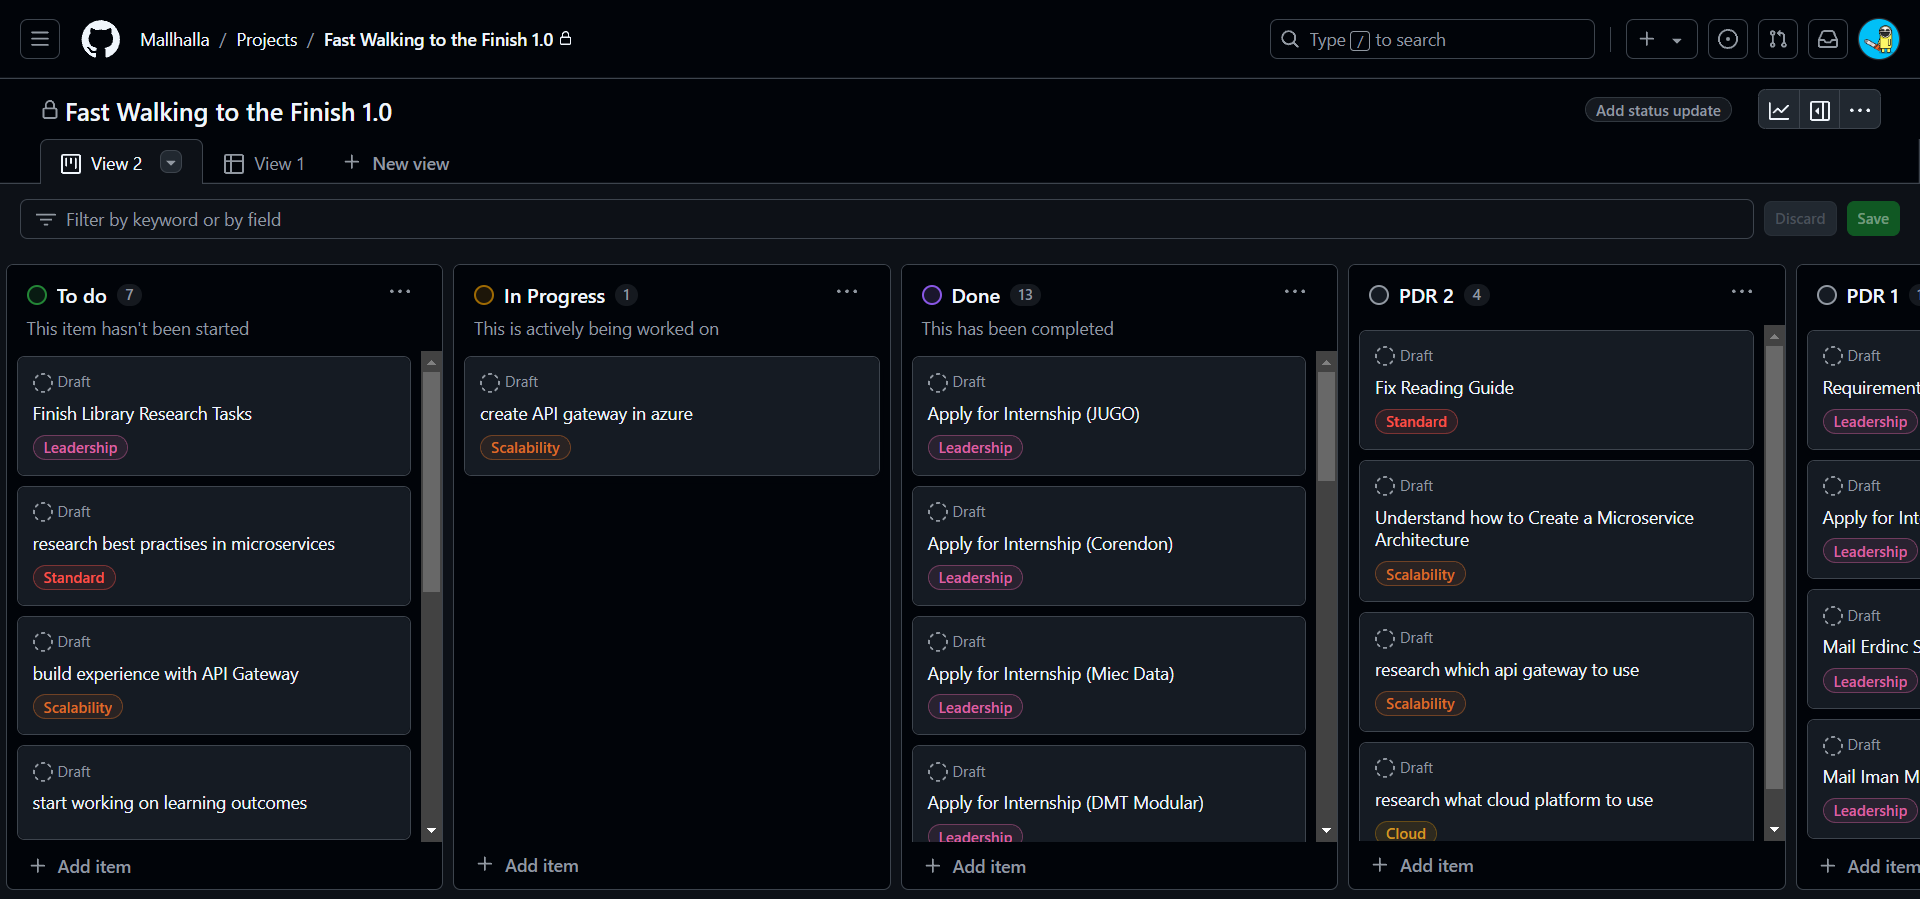 Mallhalla / Projects / Fast Walking to the Finish 1.0
Type / to search
Fast Walking to the Finish 1.0
Add status update
View 2
View 1
New view
Filter by keyword or by field
Discard
Save
To do 7
This item hasn't been started
Draft
Finish Library Research Tasks
Leadership
Draft
research best practises in microservices
Standard
Draft
build experience with API Gateway
Scalability
Draft
start working on learning outcomes
Add item
In Progress 1
This is actively being worked on
Draft
create API gateway in azure
Scalability
Add item
Done 13
This has been completed
Draft
Apply for Internship (JUGO)
Leadership
Draft
Apply for Internship (Corendon)
Leadership
Draft
Apply for Internship (Miec Data)
Leadership
Draft
Apply for Internship (DMT Modular)
Leadership
Add item
PDR 2 4
Draft
Fix Reading Guide
Standard
Draft
Understand how to Create a Microservice
Architecture
Scalability
Draft
research which api gateway to use
Scalability
Draft
research what cloud platform to use
Cloud
Add item
PDR 1
Draft
Requirement
Leadership
Draft
Apply for Int
Leadership
Draft
Mail Erdinc S
Leadership
Draft
Mail Iman M
Leadership
Add item